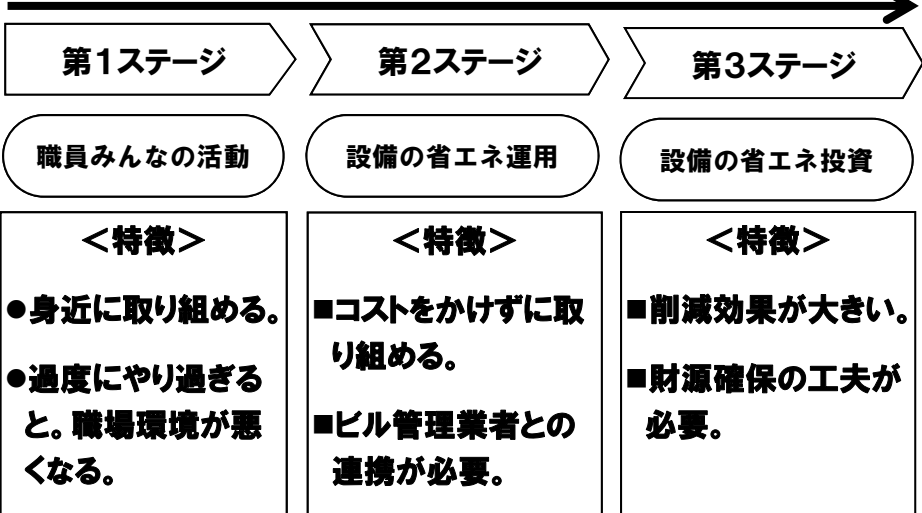 第1ステージ
第2ステージ
第3ステージ
職員みんなの活動
設備の省エネ運用
設備の省エネ投資
＜特徴＞
●身近に取り組める。
●過度にやり過ぎる
と。職場環境が悪
くなる。
＜特徴＞
■コストをかけずに取
り組める。
■ビル管理業者との
連携が必要。
＜特徴＞
■削減効果が大きい。
■財源確保の工夫が
必要。